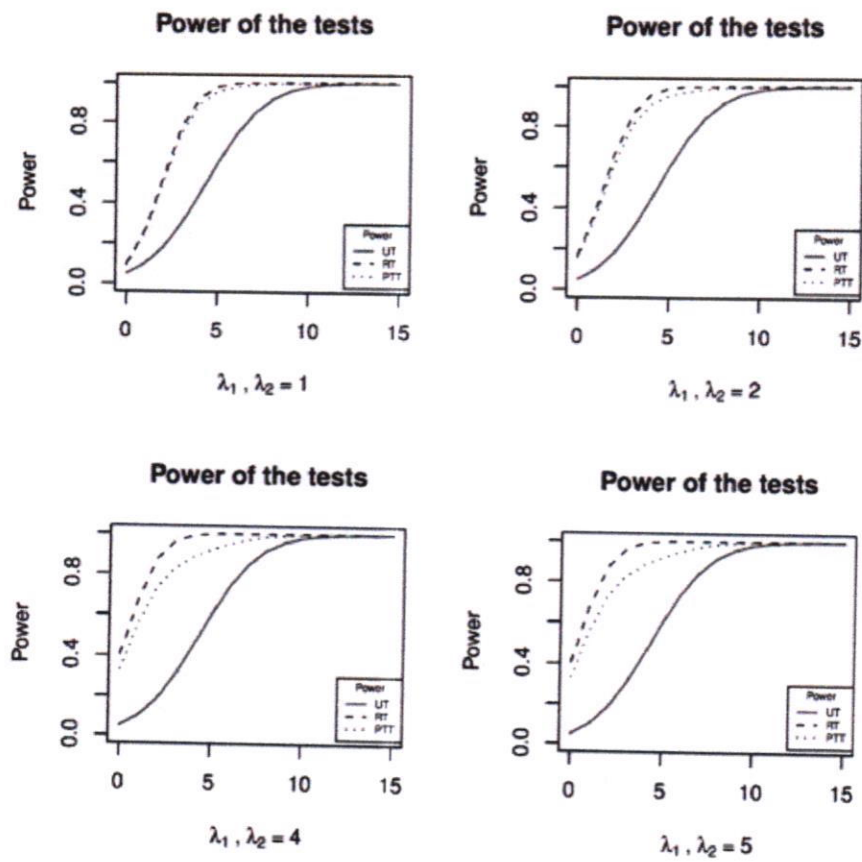 Power of the tests
Power
0.0 0.4 0.8
Power
UT
RT
PTT
0 5 10 15
λ₁ , λ₂ = 1
Power of the tests
Power
0.0 0.4 0.8
Power
UT
RT
PTT
0 5 10 15
λ₁ , λ₂ = 2
Power of the tests
Power
0.0 0.4 0.8
Power
UT
RT
PTT
0 5 10 15
λ₁ , λ₂ = 4
Power of the tests
Power
0.0 0.4 0.8
Power
UT
RT
PTT
0 5 10 15
λ₁ , λ₂ = 5